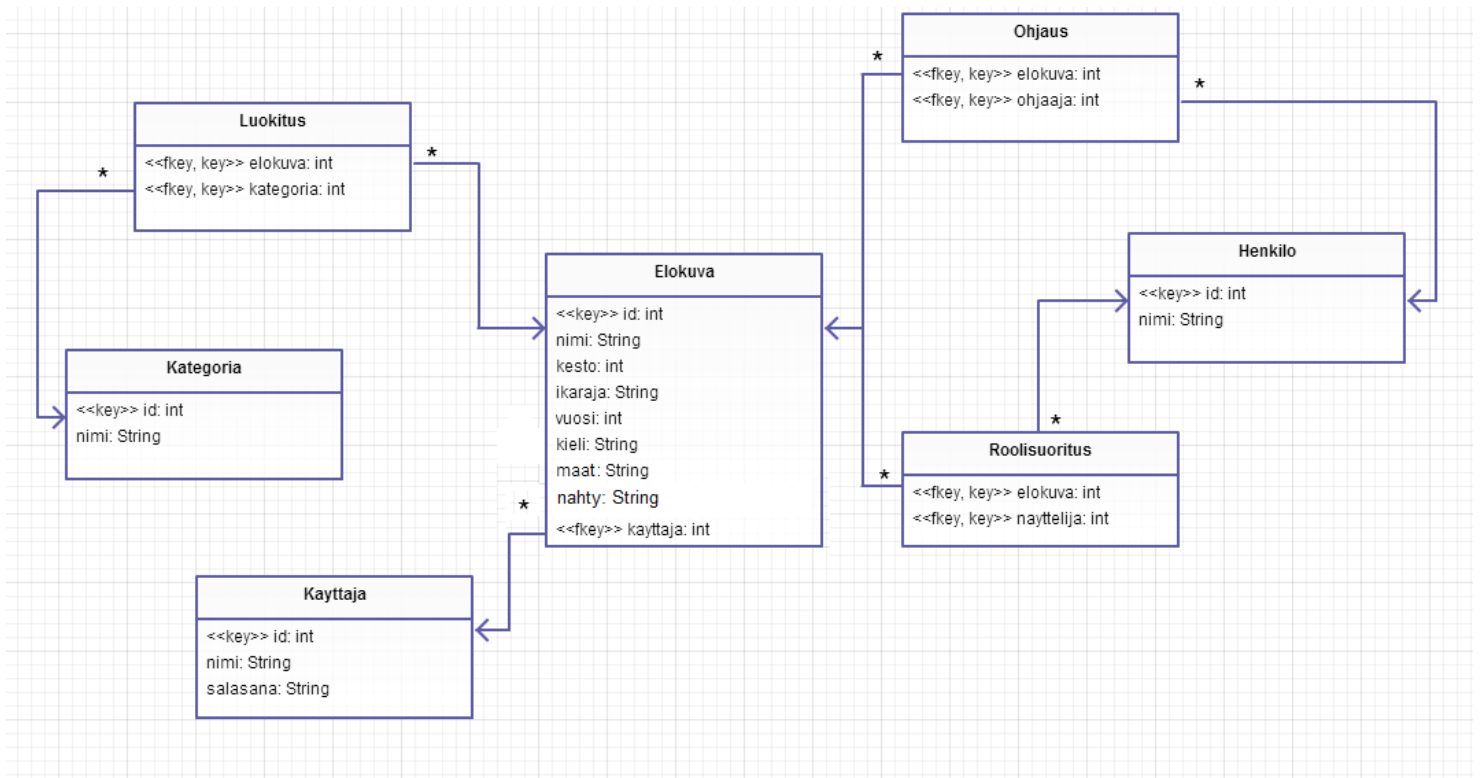 Ohjaus
<<fkey, key>> elokuva: int
<<fkey, key>> ohjaaja: int
*
*
Luokitus
<<fkey, key>> elokuva: int
<<fkey, key>> kategoria: int
*
*
Henkilo
<<key>> id: int
nimi: String
Elokuva
<<key>> id: int
nimi: String
kesto: int
ikaraja: String
vuosi: int
kieli: String
maat: String
nahty: String
<<fkey>> kayttaja: int
*
Kategoria
<<key>> id: int
nimi: String
Roolisuoritus
<<fkey, key>> elokuva: int
<<fkey, key>> nayttelija: int
*
*
Kayttaja
<<key>> id: int
nimi: String
salasana: String